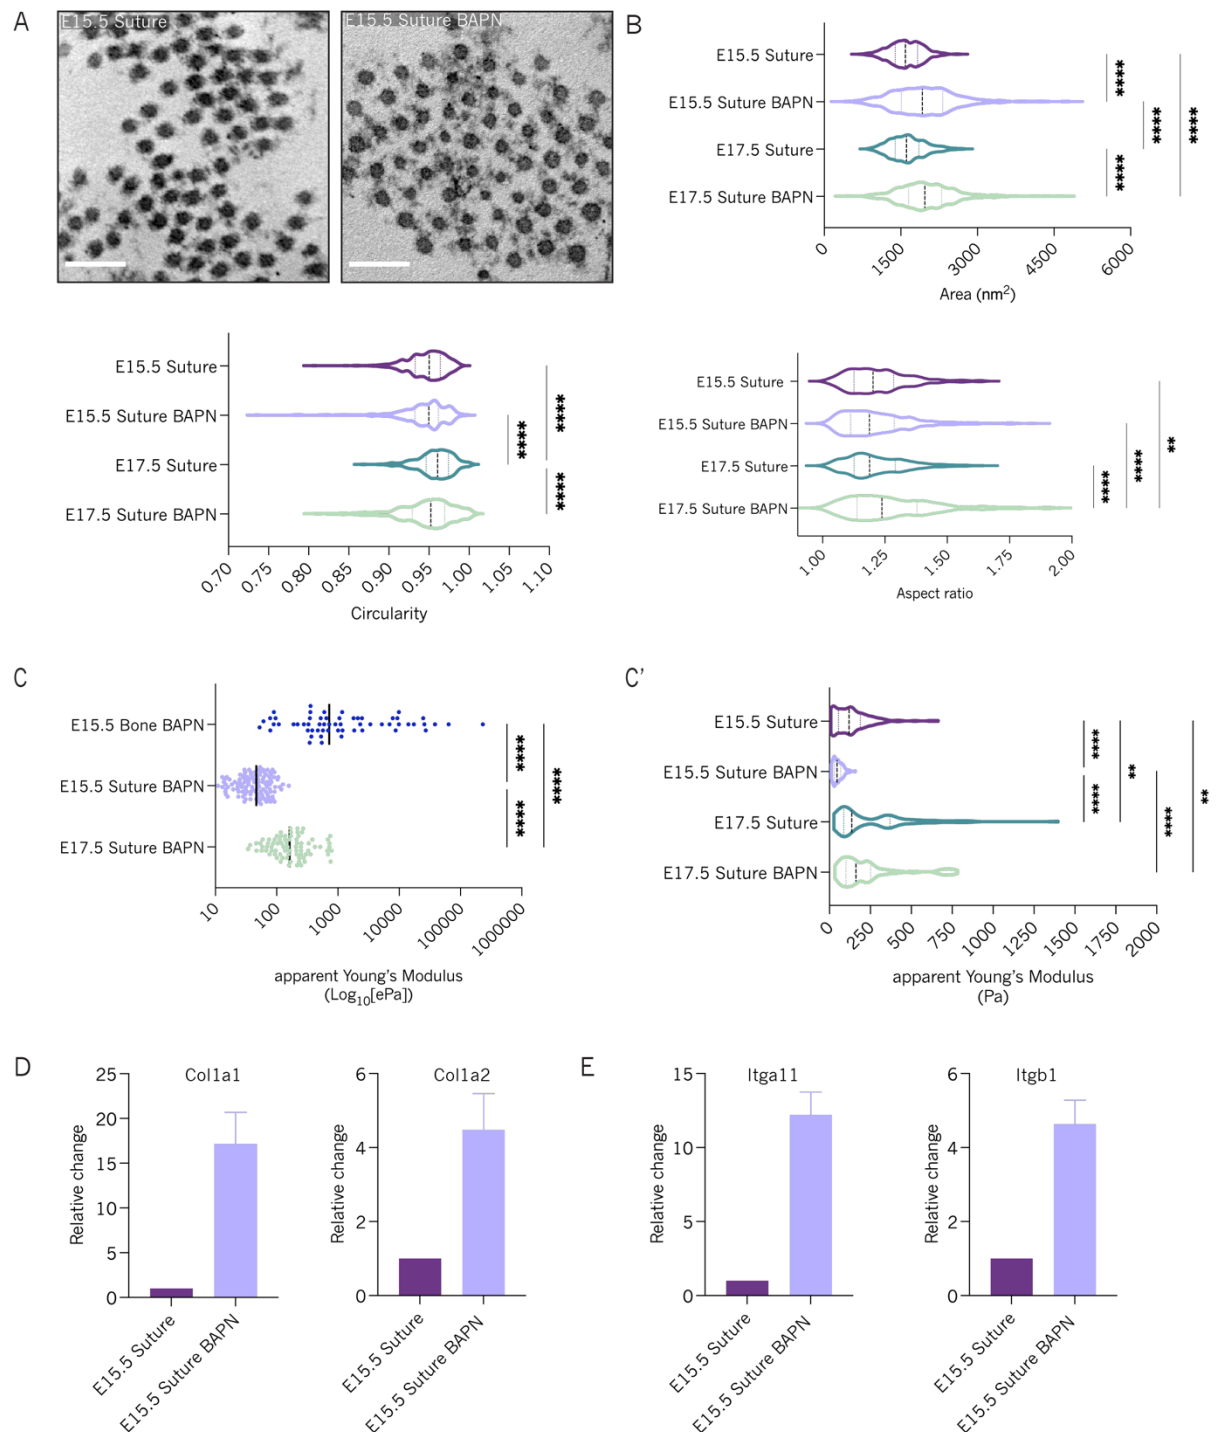 A
E15.5 Suture
E15.5 Suture BAPN
B
E15.5 Suture
E15.5 Suture BAPN
E17.5 Suture
E17.5 Suture BAPN
****
****
****
****
0
1500
3000
4500
6000
Area (nm²)
E15.5 Suture
E15.5 Suture BAPN
E17.5 Suture
E17.5 Suture BAPN
****
****
****
0.70
0.75
0.80
0.85
0.90
0.95
1.00
1.05
1.10
Circularity
E15.5 Suture
E15.5 Suture BAPN
E17.5 Suture
E17.5 Suture BAPN
****
****
**
1.00
1.25
1.50
1.75
2.00
Aspect ratio
C
E15.5 Bone BAPN
E15.5 Suture BAPN
E17.5 Suture BAPN
****
****
****
10
100
1000
10000
100000
1000000
apparent Young's Modulus
(Log₁₀[ePa])
C'
E15.5 Suture
E15.5 Suture BAPN
E17.5 Suture
E17.5 Suture BAPN
****
****
**
****
**
0
250
500
750
1000
1250
1500
1750
2000
apparent Young's Modulus
(Pa)
D
Col1a1
Relative change
25
20
15
10
5
0
E15.5 Suture
E15.5 Suture BAPN
Col1a2
Relative change
6
4
2
0
E15.5 Suture
E15.5 Suture BAPN
E
Itga11
Relative change
15
10
5
0
E15.5 Suture
E15.5 Suture BAPN
Itgb1
Relative change
6
4
2
0
E15.5 Suture
E15.5 Suture BAPN